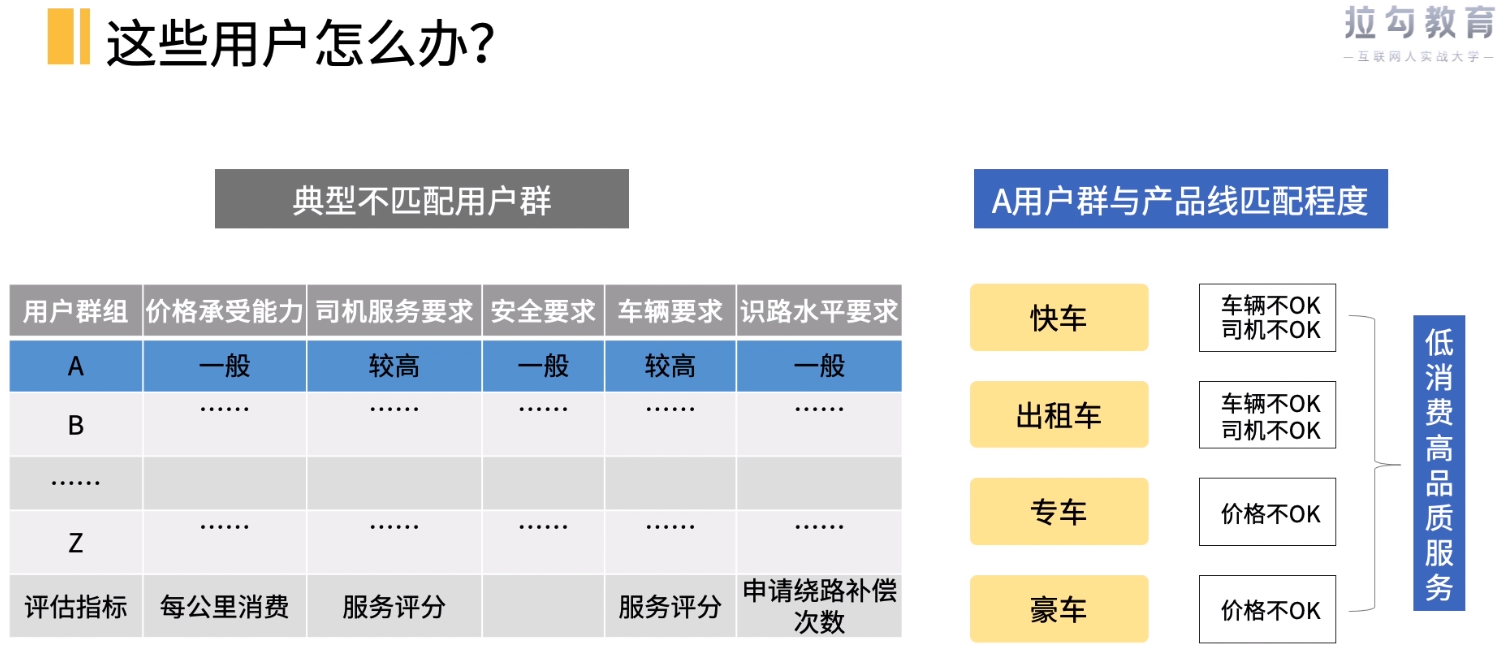 这些用户怎么办?
拉勾教育
—互联网人实战大学—
典型不匹配用户群
用户群组 价格承受能力 司机服务要求 安全要求 车辆要求 识路水平要求
A 一般 较高 一般 较高 一般
B …… …… …… …… ……
……
Z …… …… …… …… ……
评估指标 每公里消费 服务评分 服务评分 申请绕路补偿
次数
A用户群与产品线匹配程度
快车
车辆不OK
司机不OK
出租车
车辆不OK
司机不OK
专车
价格不OK
豪车
价格不OK
低消费高品质服务